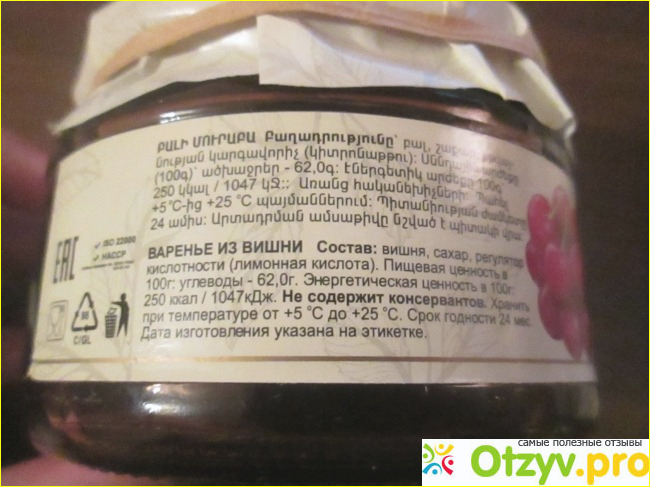 ԲԱԼԻ ՄՈՒՐԱԲԱ Բաղադրությունը՝ բալ,
նության կարգավորիչ (կիտրոնաթթու): Սննդային արժեքը
(100գ)՝ ածխաջրեր - 62,0գ: Էներգետիկ արժեքը 100գ
250 կկալ / 1047 կՋ:: Առանց
+5°C-ից +25 °C պայմաններում: Պիտանիության
24 ամիս: Արտադրման ամսաթիվը նշված է պիտակի վրա:
ВАРЕНЬЕ ИЗ ВИШНИ Состав: вишня, сахар, регулятор
кислотности (лимонная кислота). Пищевая ценность в
100г: углеводы - 62,0г. Энергетическая ценность в 100г:
250 ккал / 1047кДж. Не содержит консервантов. Хранить
при температуре от +5 °C до +25 °C. Срок годности 24 мес.
Дата изготовления указана на этикетке.
EAC
ISO 22000
HACCP
C/GL
самые полезные отзывы
Otzyv.pro